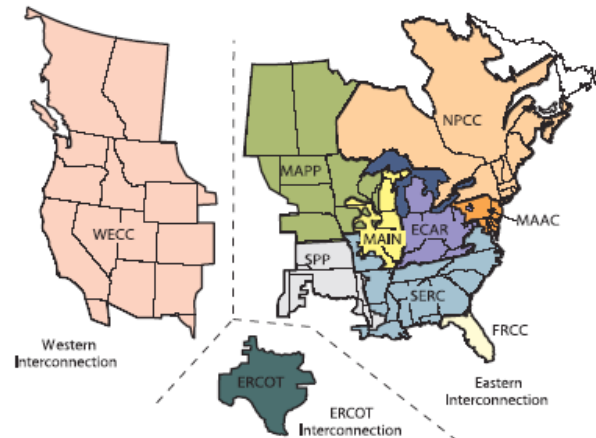 NPCC
MAPP
MAAC
WECC
ECAR
MAIN
SPP
SERC
FRCC
Western
Interconnection
ERCOT
Eastern
Interconnection
ERCOT
Interconnection